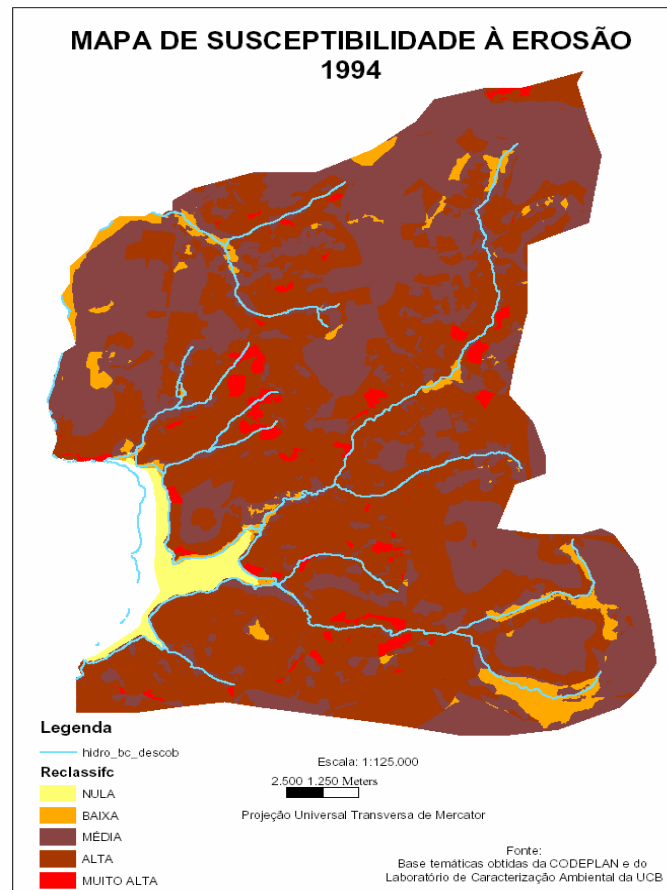 MAPA DE SUSCEPTIBILIDADE À EROSÃO
1994
Legenda
hidro_bc_descob
Reclassifc
NULA
BAIXA
MÉDIA
ALTA
MUITO ALTA
Escala: 1:125.000
2.500 1.250 Meters
Projeção Universal Transversa de Mercator
Fonte:
Base temáticas obtidas da CODEPLAN e do
Laboratório de Caracterização Ambiental da UCB